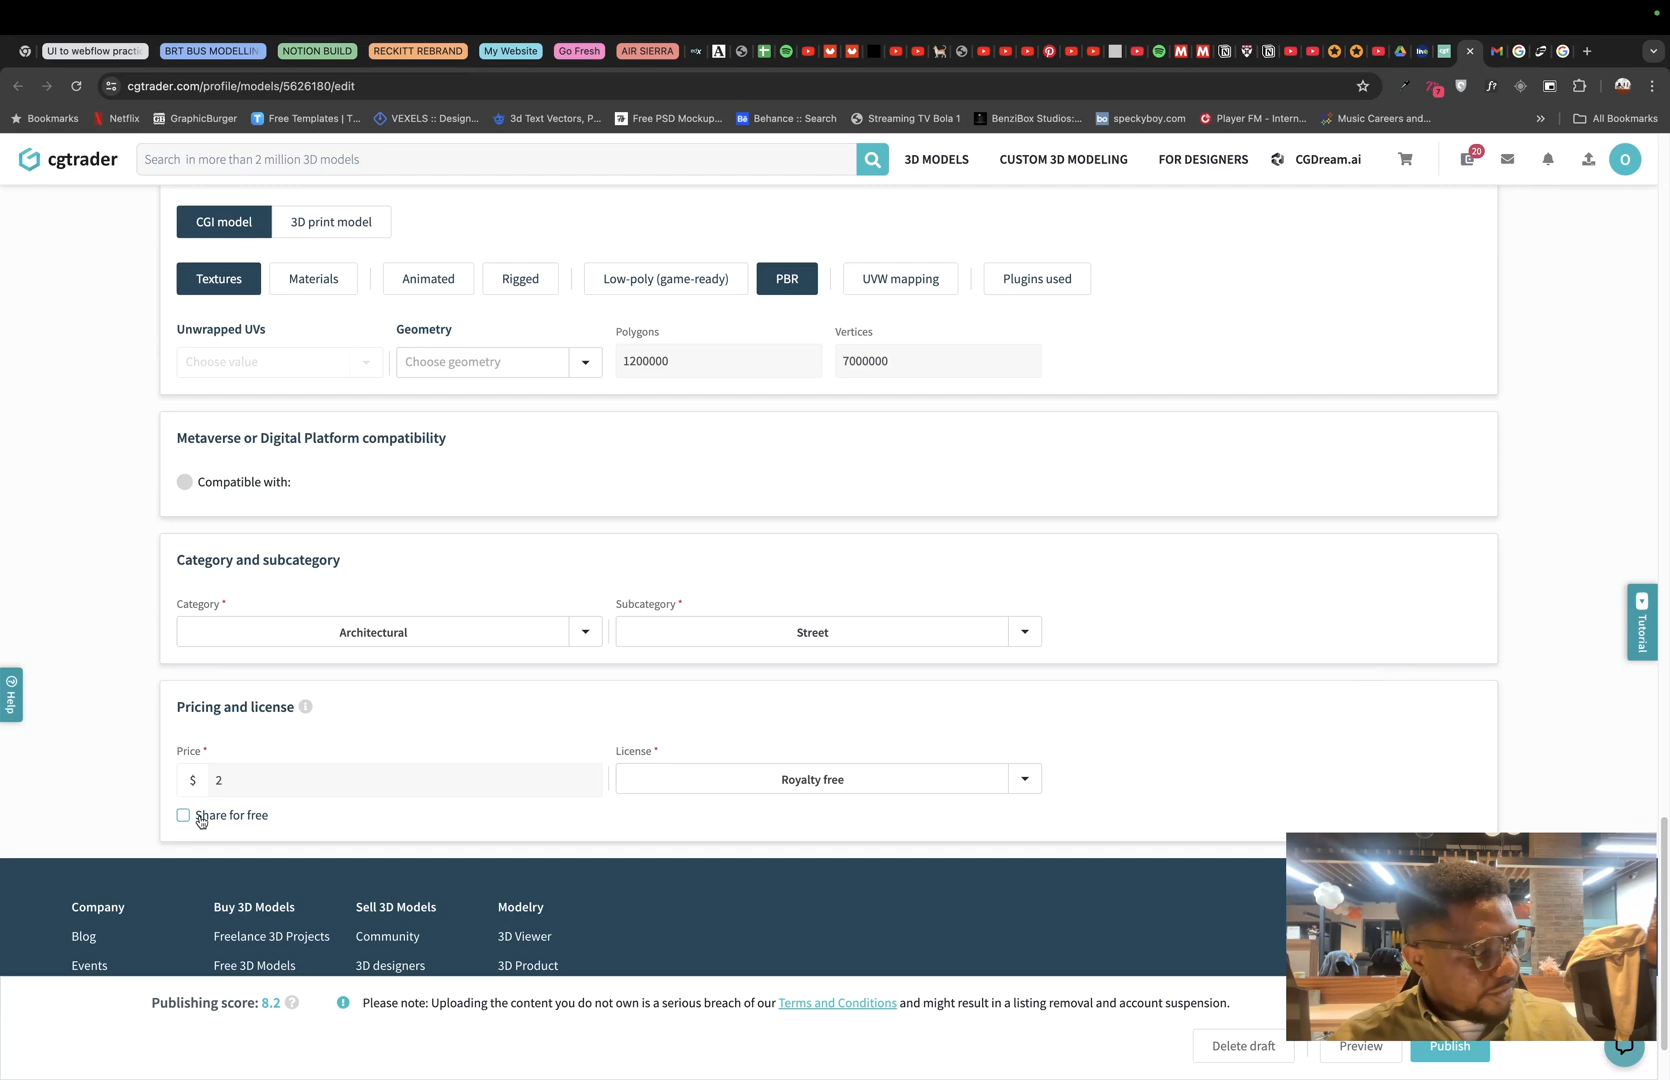 UI to webflow practic
BRT BUS MODELLIN
NOTION BUILD
RECKITT REBRAND
My Website
Go Fresh
AIR SIERRA
cgtrader.com/profile/models/5626180/edit
Bookmarks
Netflix
GraphicBurger
Free Templates | T...
VEXELS :: Design...
3d Text Vectors, P...
Free PSD Mockup...
Behance :: Search
Streaming TV Bola 1
BenziBox Studios:...
speckyboy.com
Player FM - Intern...
Music Careers and...
All Bookmarks
cgtrader
Search in more than 2 million 3D models
3D MODELS
CUSTOM 3D MODELING
FOR DESIGNERS
CGDream.ai
20
O
CGI model
3D print model
Textures
Materials
Animated
Rigged
Low-poly (game-ready)
PBR
UVW mapping
Plugins used
Unwrapped UVs
Geometry
Polygons
Vertices
Choose value
Choose geometry
1200000
7000000
Metaverse or Digital Platform compatibility
Compatible with:
Category and subcategory
Category *
Subcategory *
Architectural
Street
Tutorial
Help
Pricing and license
Price *
License *
$ 2
Royalty free
Share for free
Company
Buy 3D Models
Sell 3D Models
Modelry
Blog
Freelance 3D Projects
Community
3D Viewer
Events
Free 3D Models
3D designers
3D Product
Publishing score: 8.2
Please note: Uploading the content you do not own is a serious breach of our Terms and Conditions and might result in a listing removal and account suspension.
Delete draft
Preview
Publish